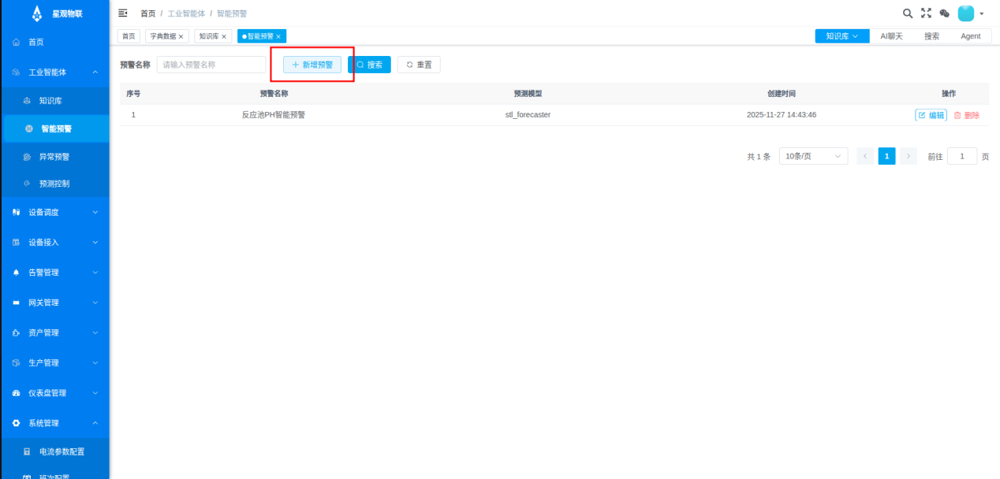 星观物联
首页 / 工业智能体 / 智能预警
首页
字典数据 ×
知识库 ×
智能预警 ×
知识库
AI聊天
搜索
Agent
首页
工业智能体
知识库
智能预警
异常预警
预测控制
设备调度
设备接入
告警管理
网关管理
资产管理
生产管理
仪表盘管理
系统管理
电流参数配置
班次配置
预警名称 请输入预警名称 + 新增预警 搜索 重置
序号 预警名称 预测模型 创建时间 操作
1 反应池PH智能预警 stl_forecaster 2025-11-27 14:43:46 编辑 删除
共 1 条 10条/页 1 前往 1 页